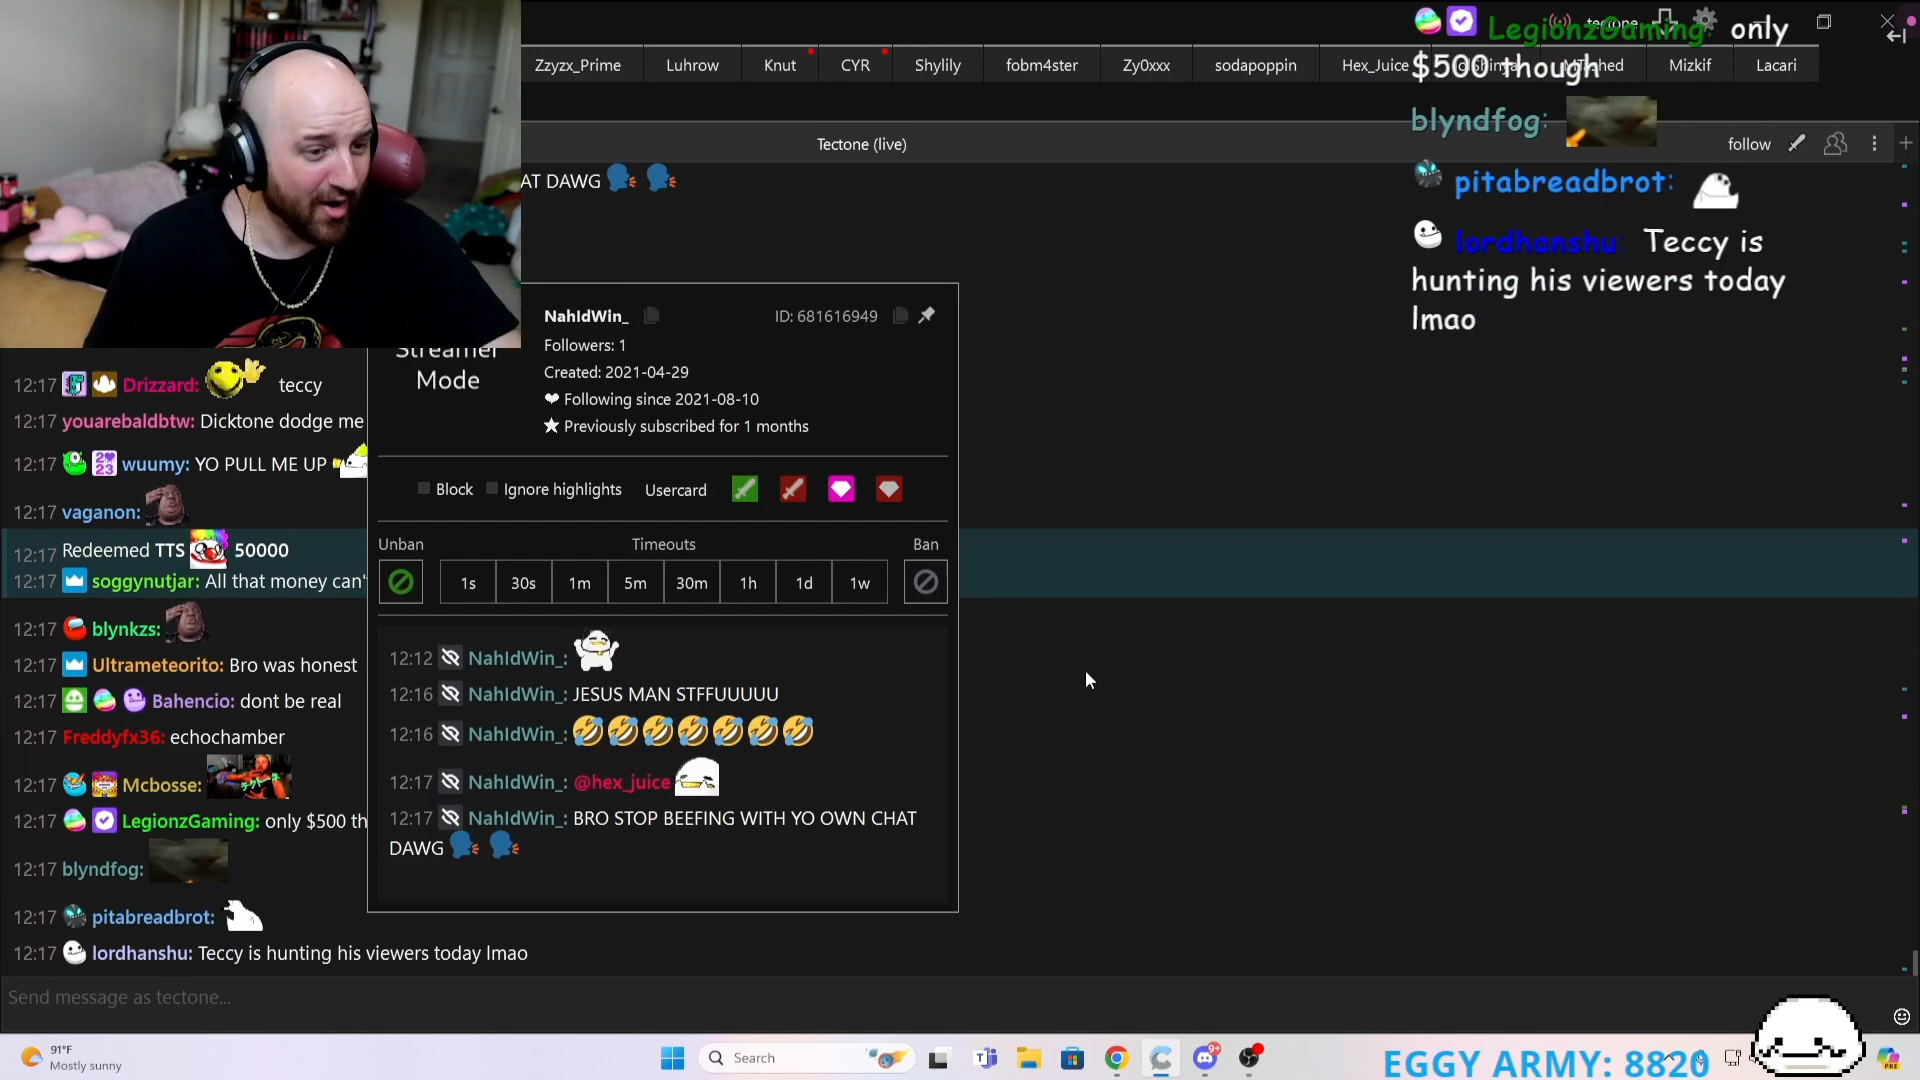 tectone
Zzyzx_Prime Luhrow Knut CYR Shylily fobm4ster Zy0xxx sodapoppin Hex_Juice Mizkif Lacari
LegionzGaming: only
$500 though
Tectone (live)
follow
blyndfog:
AT DAWG
pitabreadbrot:
lordhanshu: Teccy is
hunting his viewers today
lmao
Streamer
Mode
NahIdWin_ ID: 681616949
Followers: 1
Created: 2021-04-29
Following since 2021-08-10
Previously subscribed for 1 months
Block Ignore highlights Usercard
Unban Timeouts Ban
1s 30s 1m 5m 30m 1h 1d 1w
12:12 NahIdWin_:
12:16 NahIdWin_: JESUS MAN STFFUUUUU
12:16 NahIdWin_:
12:17 NahIdWin_: @hex_juice
12:17 NahIdWin_: BRO STOP BEEFING WITH YO OWN CHAT
DAWG
12:17 Drizzard: teccy
12:17 youarebaldbtw: Dicktone dodge me
12:17 wuumy: YO PULL ME UP
12:17 vaganon:
12:17 Redeemed TTS 50000
12:17 soggynutjar: All that money can'
12:17 blynkzs:
12:17 Ultrameteorito: Bro was honest
12:17 Bahencio: dont be real
12:17 Freddyfx36: echochamber
12:17 Mcbosse:
12:17 LegionzGaming: only $500 th
12:17 blyndfog:
12:17 pitabreadbrot:
12:17 lordhanshu: Teccy is hunting his viewers today lmao
Send message as tectone...
91°F
Mostly sunny
Search
9+
EGGY ARMY: 8820
PRE